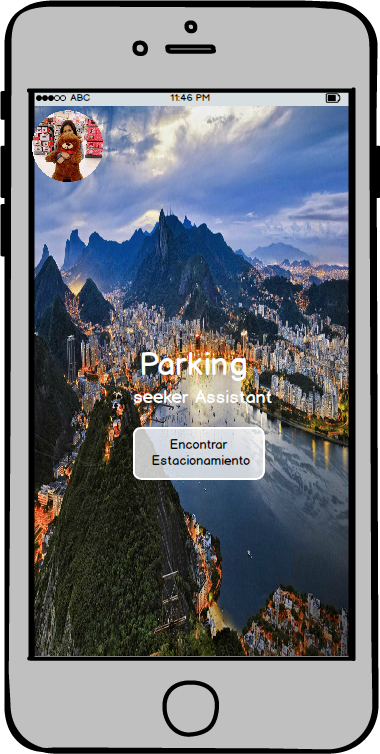 ABC 11:46 PM
Parking
seeker Assistant
Encontrar
Estacionamiento